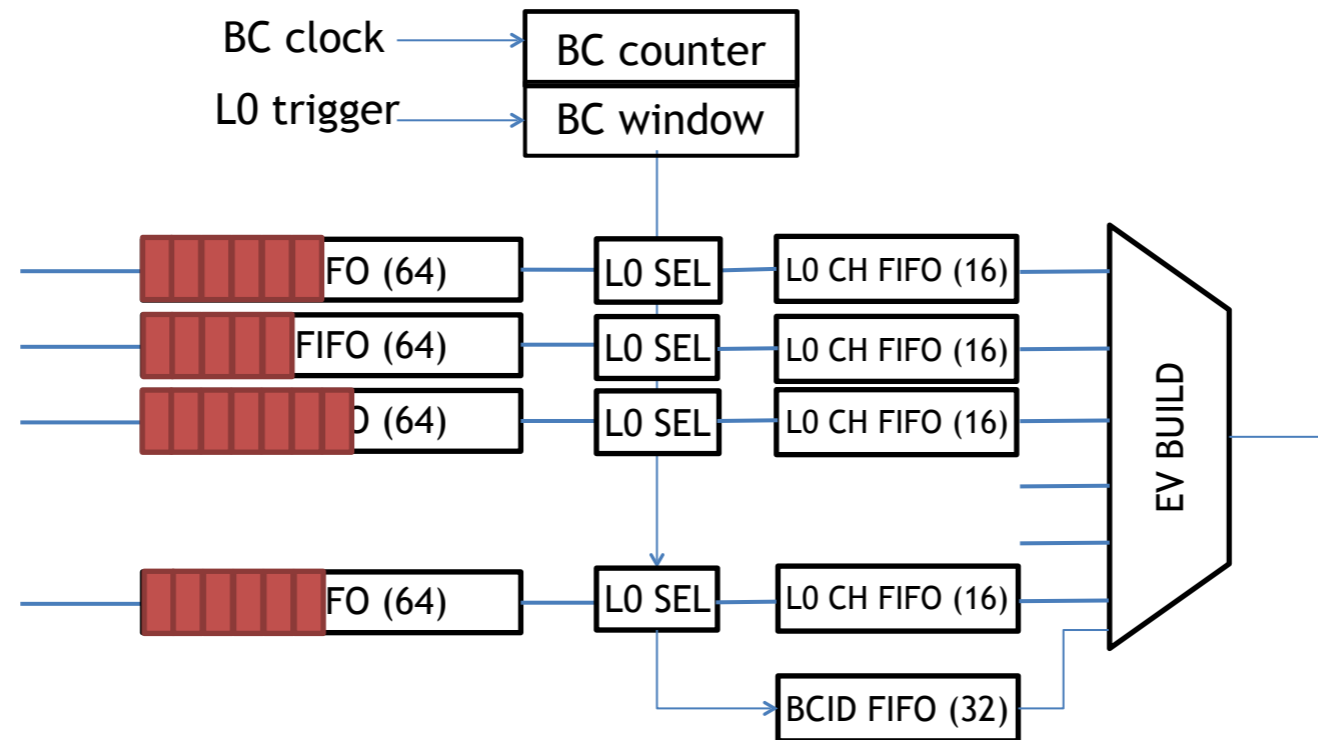 BC clock
BC counter
L0 trigger
BC window
FO (64)
L0 SEL
L0 CH FIFO (16)
FIFO (64)
L0 SEL
L0 CH FIFO (16)
(64)
L0 SEL
L0 CH FIFO (16)
EV BUILD
FO (64)
L0 SEL
L0 CH FIFO (16)
BCID FIFO (32)